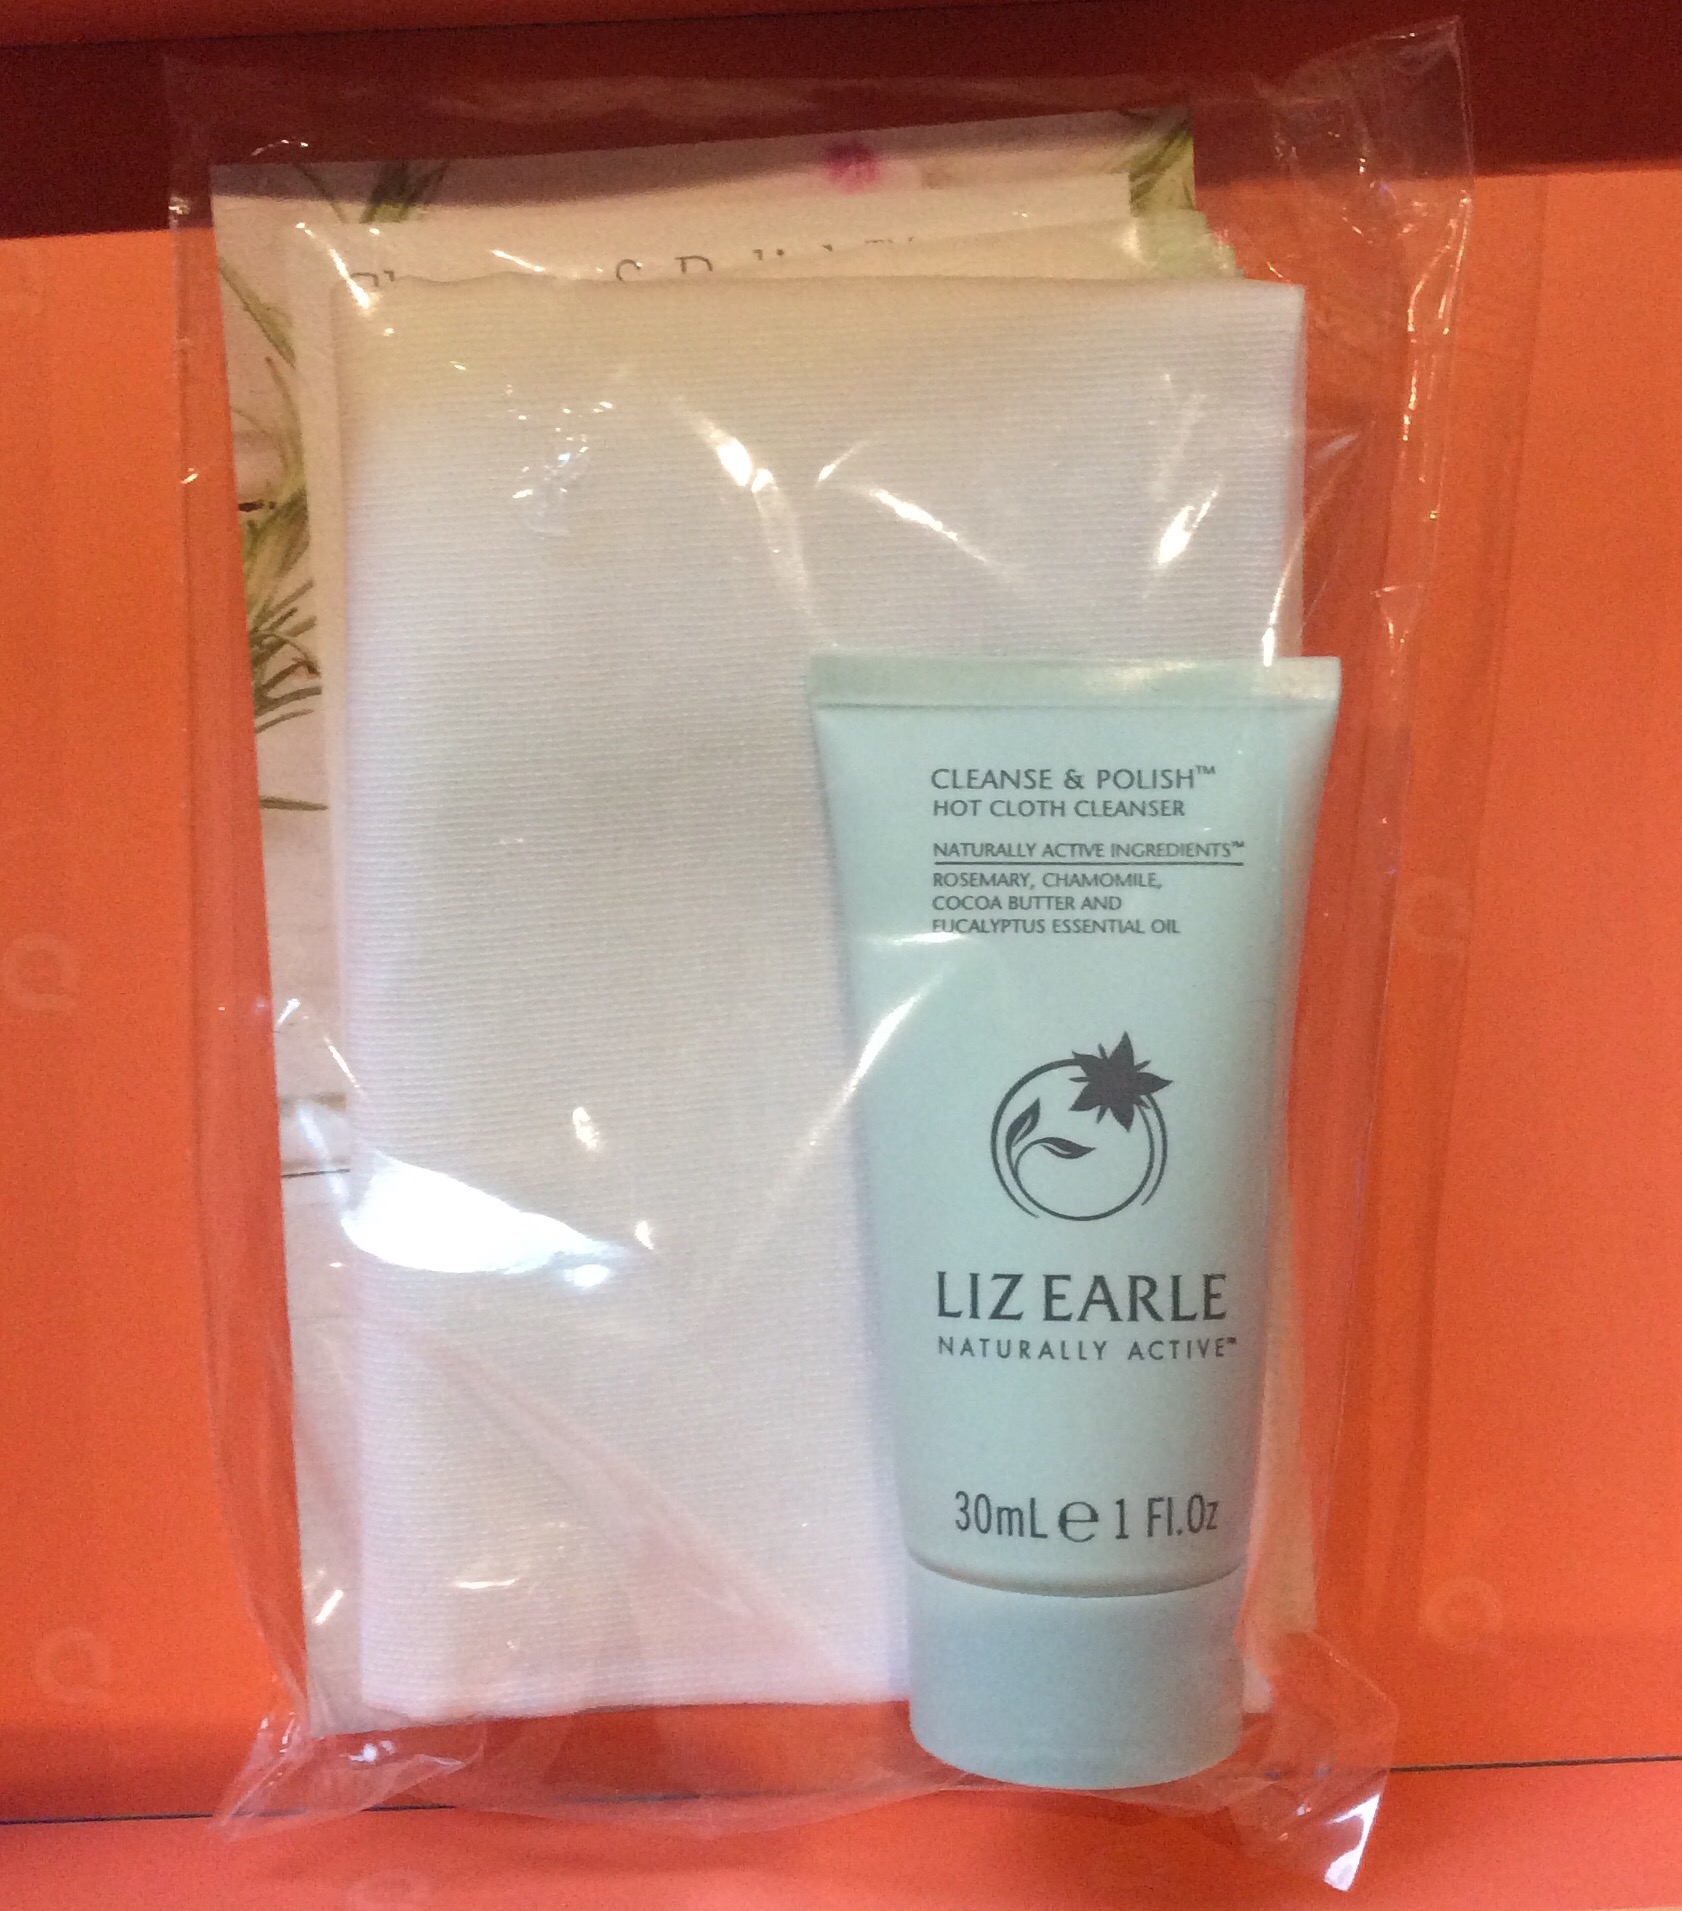 CLEANSE & POLISH™
HOT CLOTH CLEANSER
NATURALLY ACTIVE INGREDIENTS™
ROSEMARY, CHAMOMILE,
COCOA BUTTER AND
EUCALYPTUS ESSENTIAL OIL
LIZ EARLE
NATURALLY ACTIVE™
30mL e 1 Fl.Oz